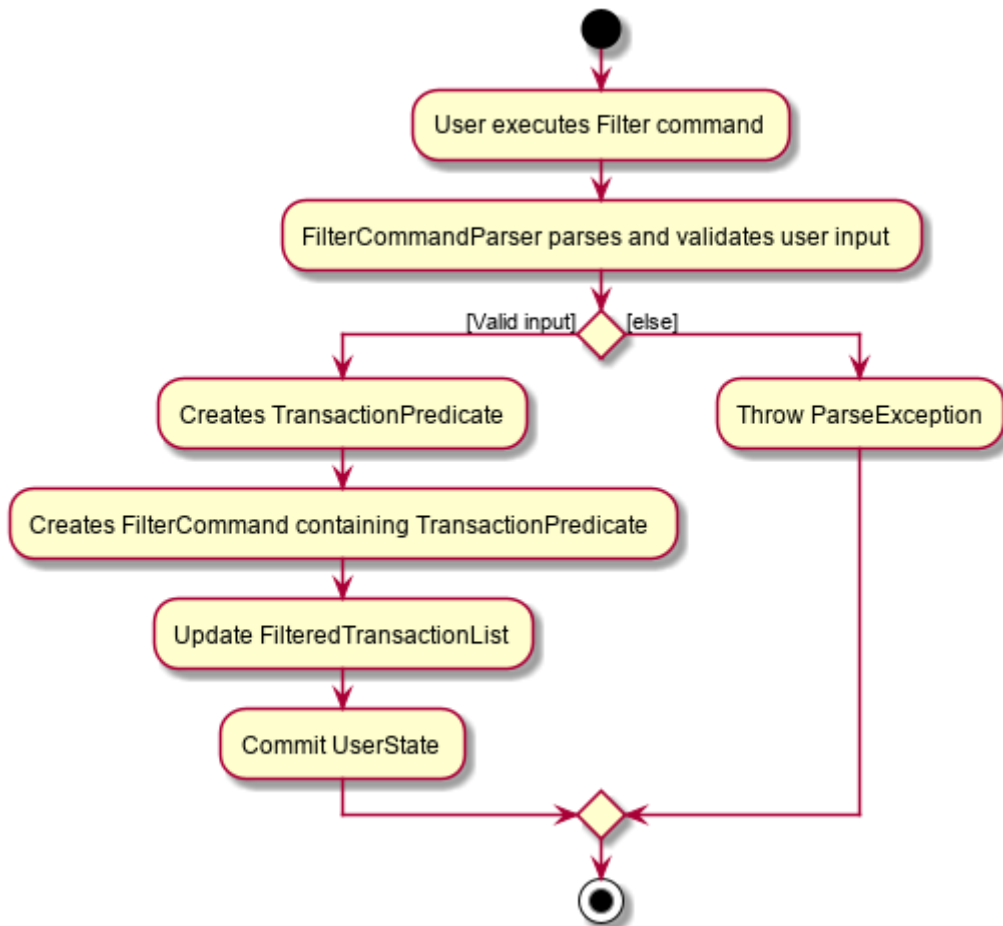 User executes Filter command
FilterCommandParser parses and validates user input
[Valid input]
[else]
Creates TransactionPredicate
Throw ParseException
Creates FilterCommand containing TransactionPredicate
Update FilteredTransactionList
Commit UserState